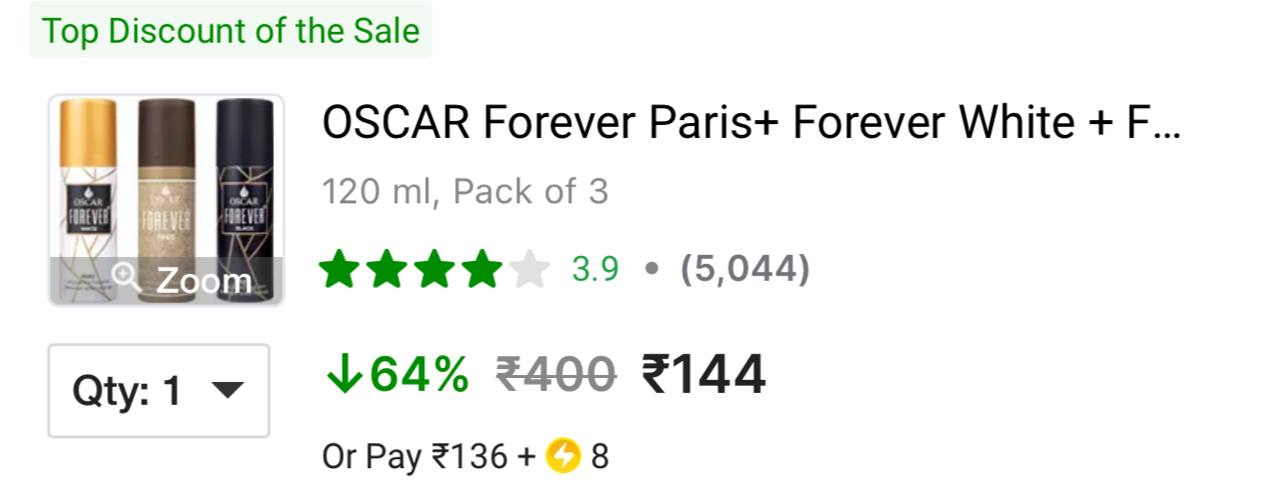 Top Discount of the Sale
OSCAR
FOREVER
WHITE
OSCAR
FOREVER
PARIS
OSCAR
FOREVER
BLACK
Zoom
OSCAR Forever Paris+ Forever White + F...
120 ml, Pack of 3
3.9 • (5,044)
Qty: 1
↓64% ₹400 ₹144
Or Pay ₹136 + 8